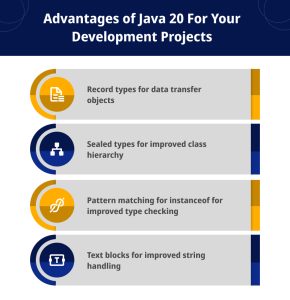 Advantages of Java 20 For Your
Development Projects
Record types for data transfer
objects
Sealed types for improved class
hierarchy
Pattern matching for instanceof for
improved type checking
Text blocks for improved string
handling